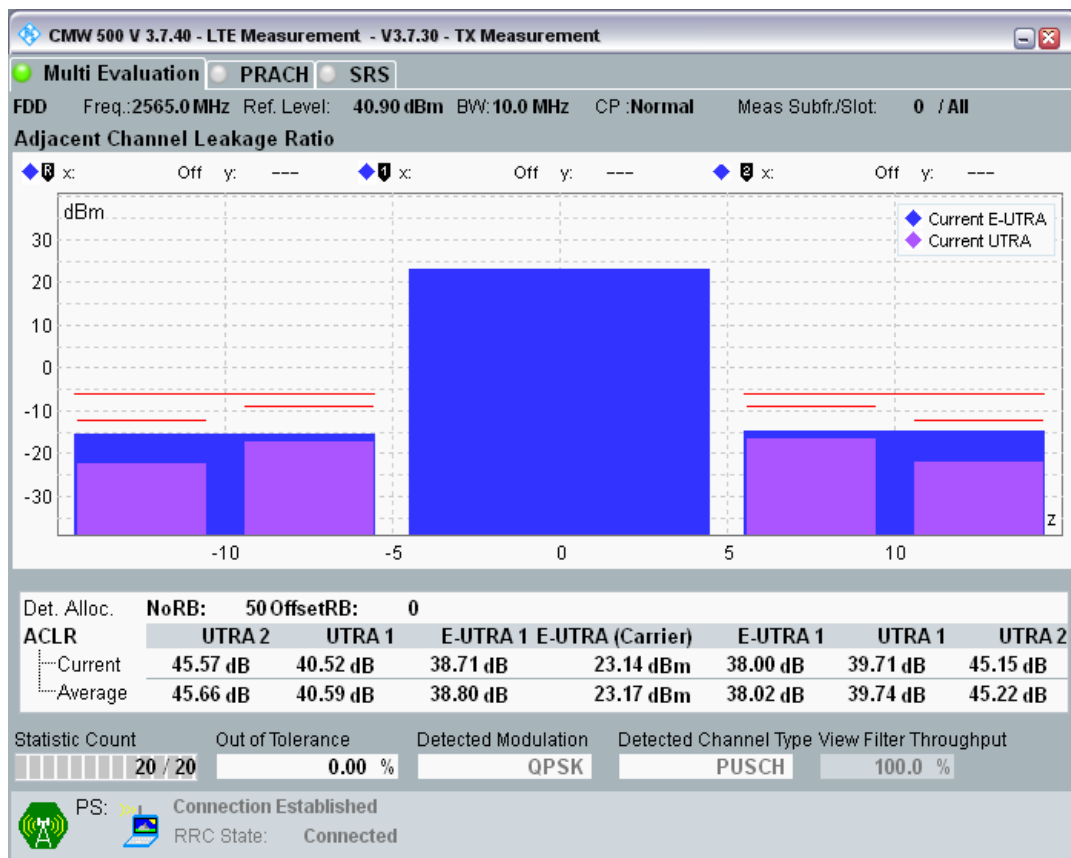 CMW 500 V 3.7.40 - LTE Measurement - V3.7.30 - TX Measurement
Multi Evaluation PRACH SRS
FDD Freq.:2565.0 MHz Ref. Level: 40.90 dBm BW:10.0 MHz CP :Normal Meas Subfr./Slot: 0 / All
Adjacent Channel Leakage Ratio
R x: Off y: --- 1 x: Off y: --- 2 x: Off y: ---
dBm
Current E-UTRA
Current UTRA
30
20
10
0
-10
-20
-30
z
-10 -5 0 5 10
Det. Alloc. NoRB: 50 OffsetRB: 0
ACLR UTRA 2 UTRA 1 E-UTRA 1 E-UTRA (Carrier) E-UTRA 1 UTRA 1 UTRA 2
Current 45.57 dB 40.52 dB 38.71 dB 23.14 dBm 38.00 dB 39.71 dB 45.15 dB
Average 45.66 dB 40.59 dB 38.80 dB 23.17 dBm 38.02 dB 39.74 dB 45.22 dB
Statistic Count Out of Tolerance Detected Modulation Detected Channel Type View Filter Throughput
20 / 20 0.00 % QPSK PUSCH 100.0 %
PS: Connection Established
RRC State: Connected